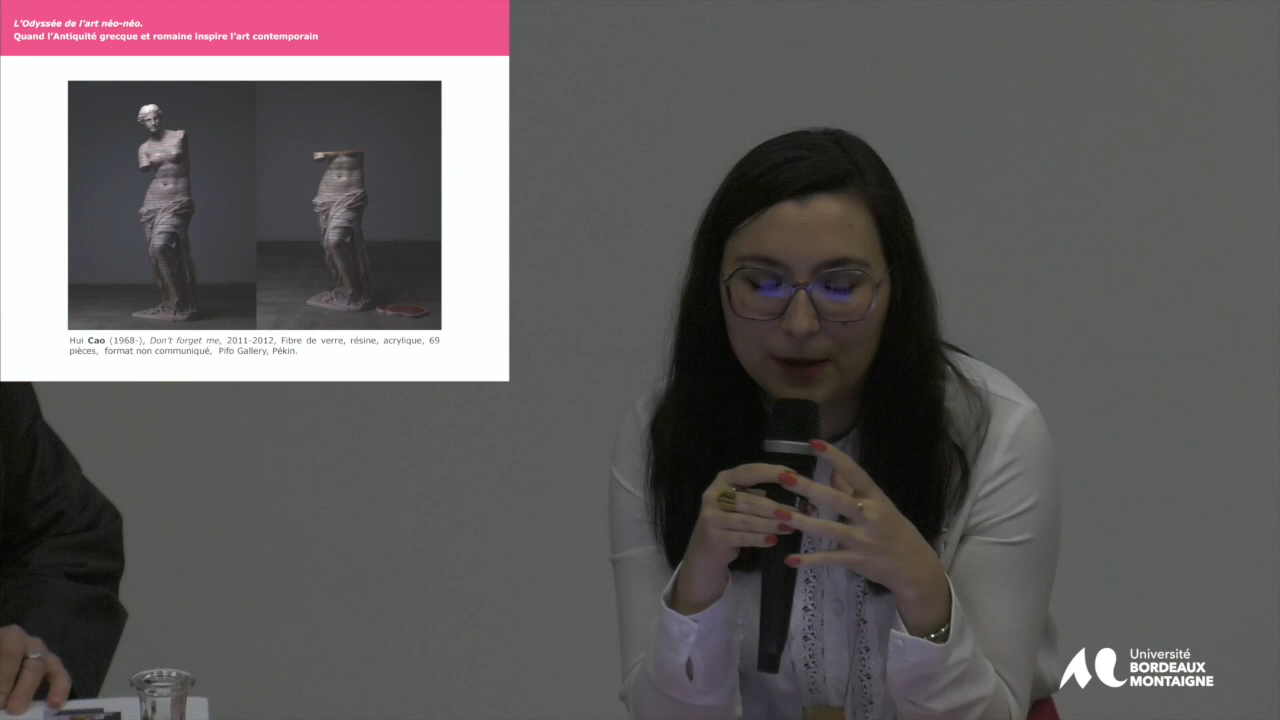 L’Odyssée de l’art néo-néo.
Quand l’Antiquité grecque et romaine inspire l’art contemporain
Hui Cao (1968-), Don’t forget me, 2011-2012, Fibre de verre, résine, acrylique, 69
pièces, format non communiqué, Pifo Gallery, Pékin.
Université
BORDEAUX
MONTAIGNE